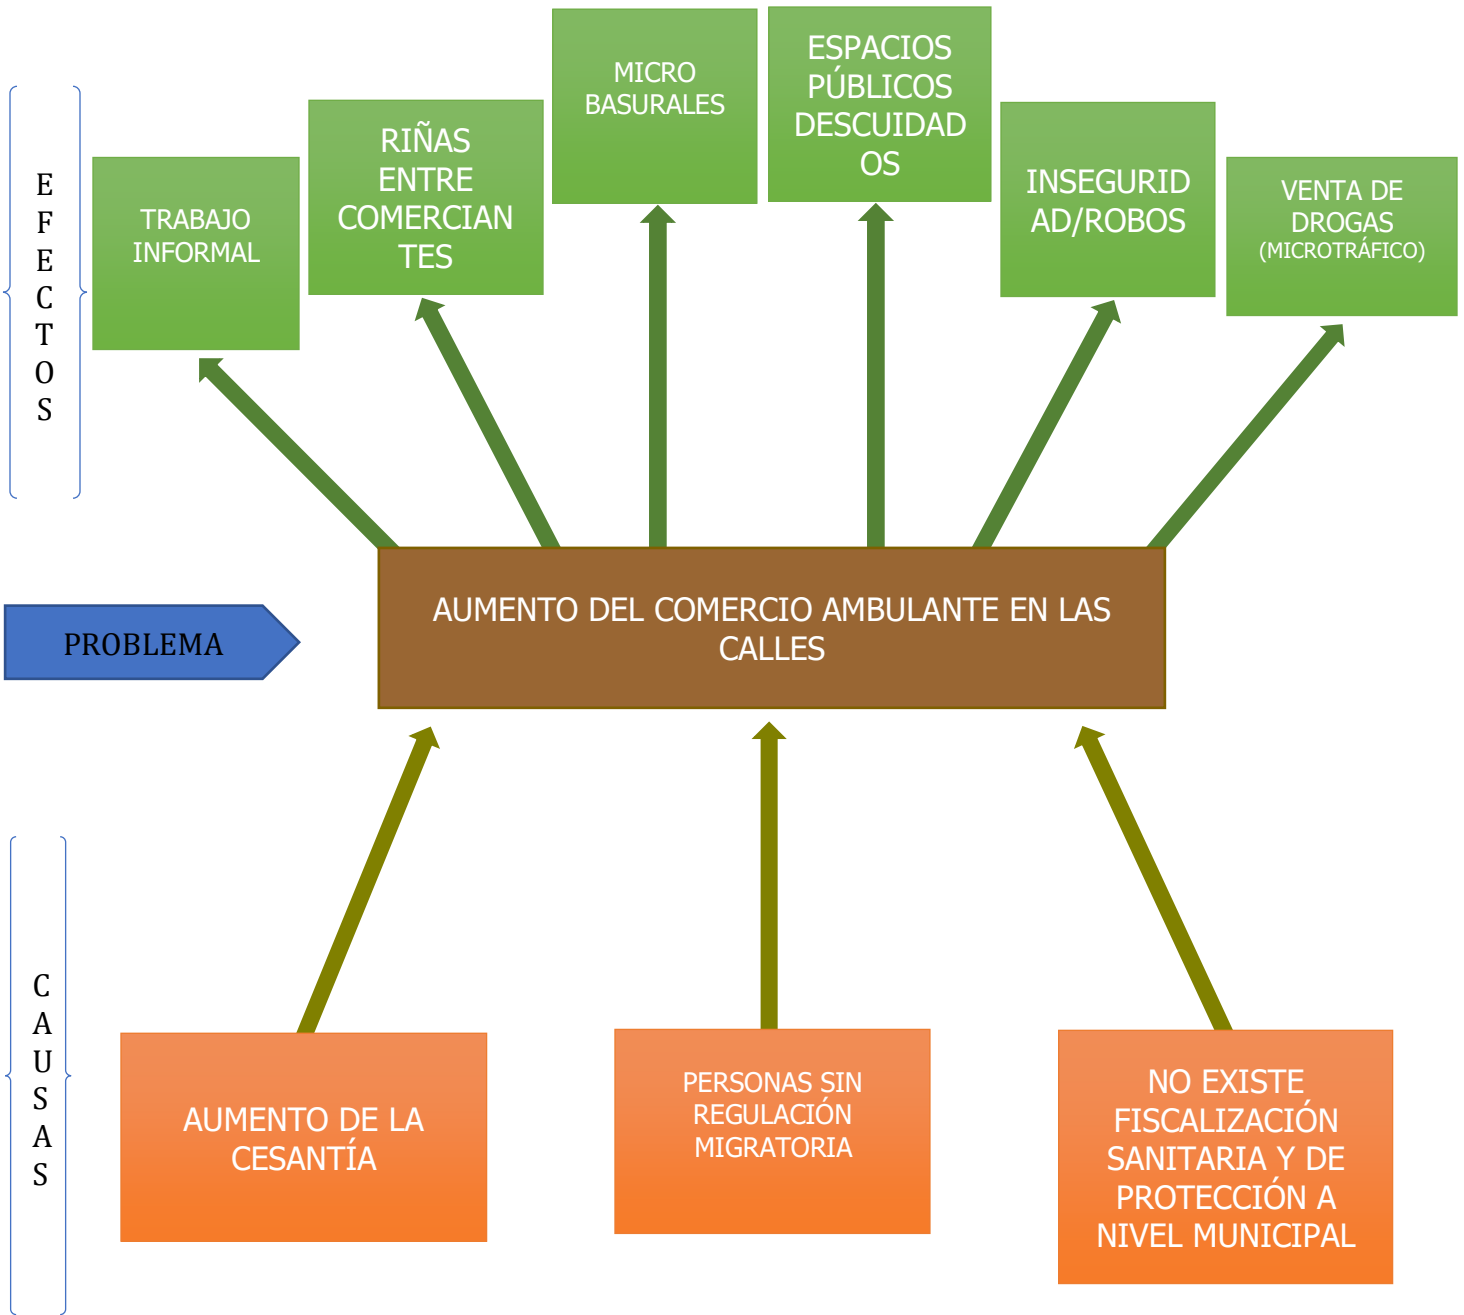 MICRO
BASURALES
ESPACIOS
PÚBLICOS
DESCUIDAD
OS
RIÑAS
ENTRE
COMERCIAN
TES
INSEGURID
AD/ROBOS
TRABAJO
INFORMAL
VENTA DE
DROGAS
(MICROTRÁFICO)
E
F
E
C
T
O
S
AUMENTO DEL COMERCIO AMBULANTE EN LAS
CALLES
PROBLEMA
C
A
U
S
A
S
AUMENTO DE LA
CESANTÍA
PERSONAS SIN
REGULACIÓN
MIGRATORIA
NO EXISTE
FISCALIZACIÓN
SANITARIA Y DE
PROTECCIÓN A
NIVEL MUNICIPAL